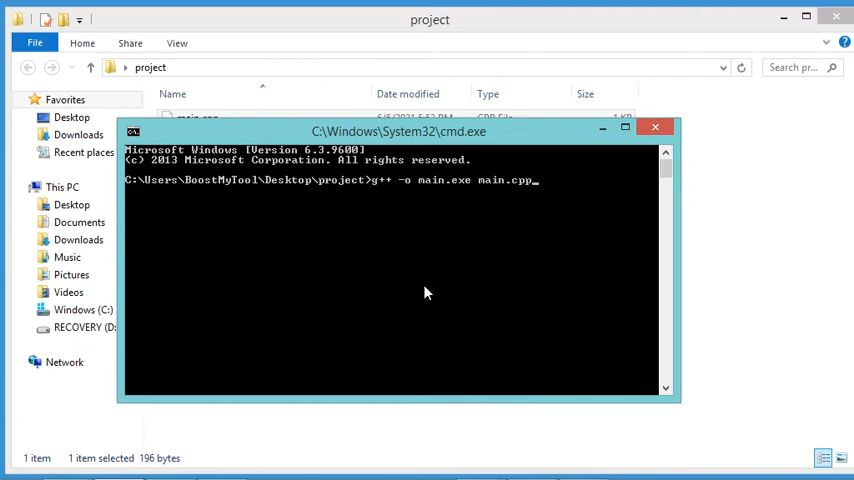 project
File
Home
Share
View
project
Search pro...
Name
Date modified
Type
Size
Favorites
Desktop
Downloads
Recent places
This PC
Desktop
Documents
Downloads
Music
Pictures
Videos
Windows (C:)
RECOVERY (D:
Network
main.cpp
6/5/2021 5:52 PM
CPP File
1 KB
C:\Windows\System32\cmd.exe
C:\.
Microsoft Windows [Version 6.3.9600]
(c) 2013 Microsoft Corporation. All rights reserved.
C:\Users\BoostMyTool\Desktop\project>g++ -o main.exe main.cpp_
1 item
1 item selected
196 bytes